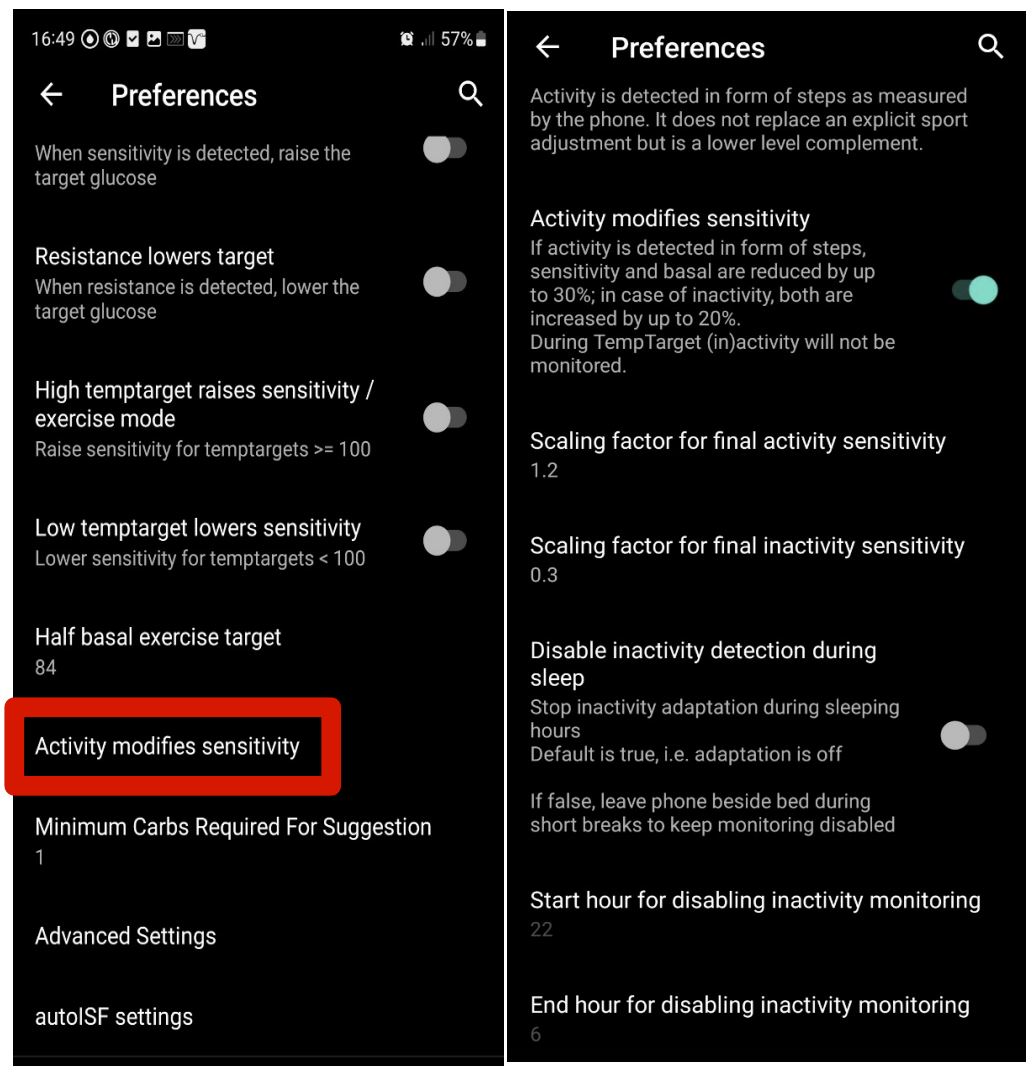 16:49
57%
Preferences
When sensitivity is detected, raise the
target glucose
Resistance lowers target
When resistance is detected, lower the
target glucose
High temptarget raises sensitivity /
exercise mode
Raise sensitivity for temptargets >= 100
Low temptarget lowers sensitivity
Lower sensitivity for temptargets < 100
Half basal exercise target
84
Activity modifies sensitivity
Minimum Carbs Required For Suggestion
1
Advanced Settings
autoISF settings
Preferences
Activity is detected in form of steps as measured
by the phone. It does not replace an explicit sport
adjustment but is a lower level complement.
Activity modifies sensitivity
If activity is detected in form of steps,
sensitivity and basal are reduced by up
to 30%; in case of inactivity, both are
increased by up to 20%.
During TempTarget (in)activity will not be
monitored.
Scaling factor for final activity sensitivity
1.2
Scaling factor for final inactivity sensitivity
0.3
Disable inactivity detection during
sleep
Stop inactivity adaptation during sleeping
hours
Default is true, i.e. adaptation is off
If false, leave phone beside bed during
short breaks to keep monitoring disabled
Start hour for disabling inactivity monitoring
22
End hour for disabling inactivity monitoring
6